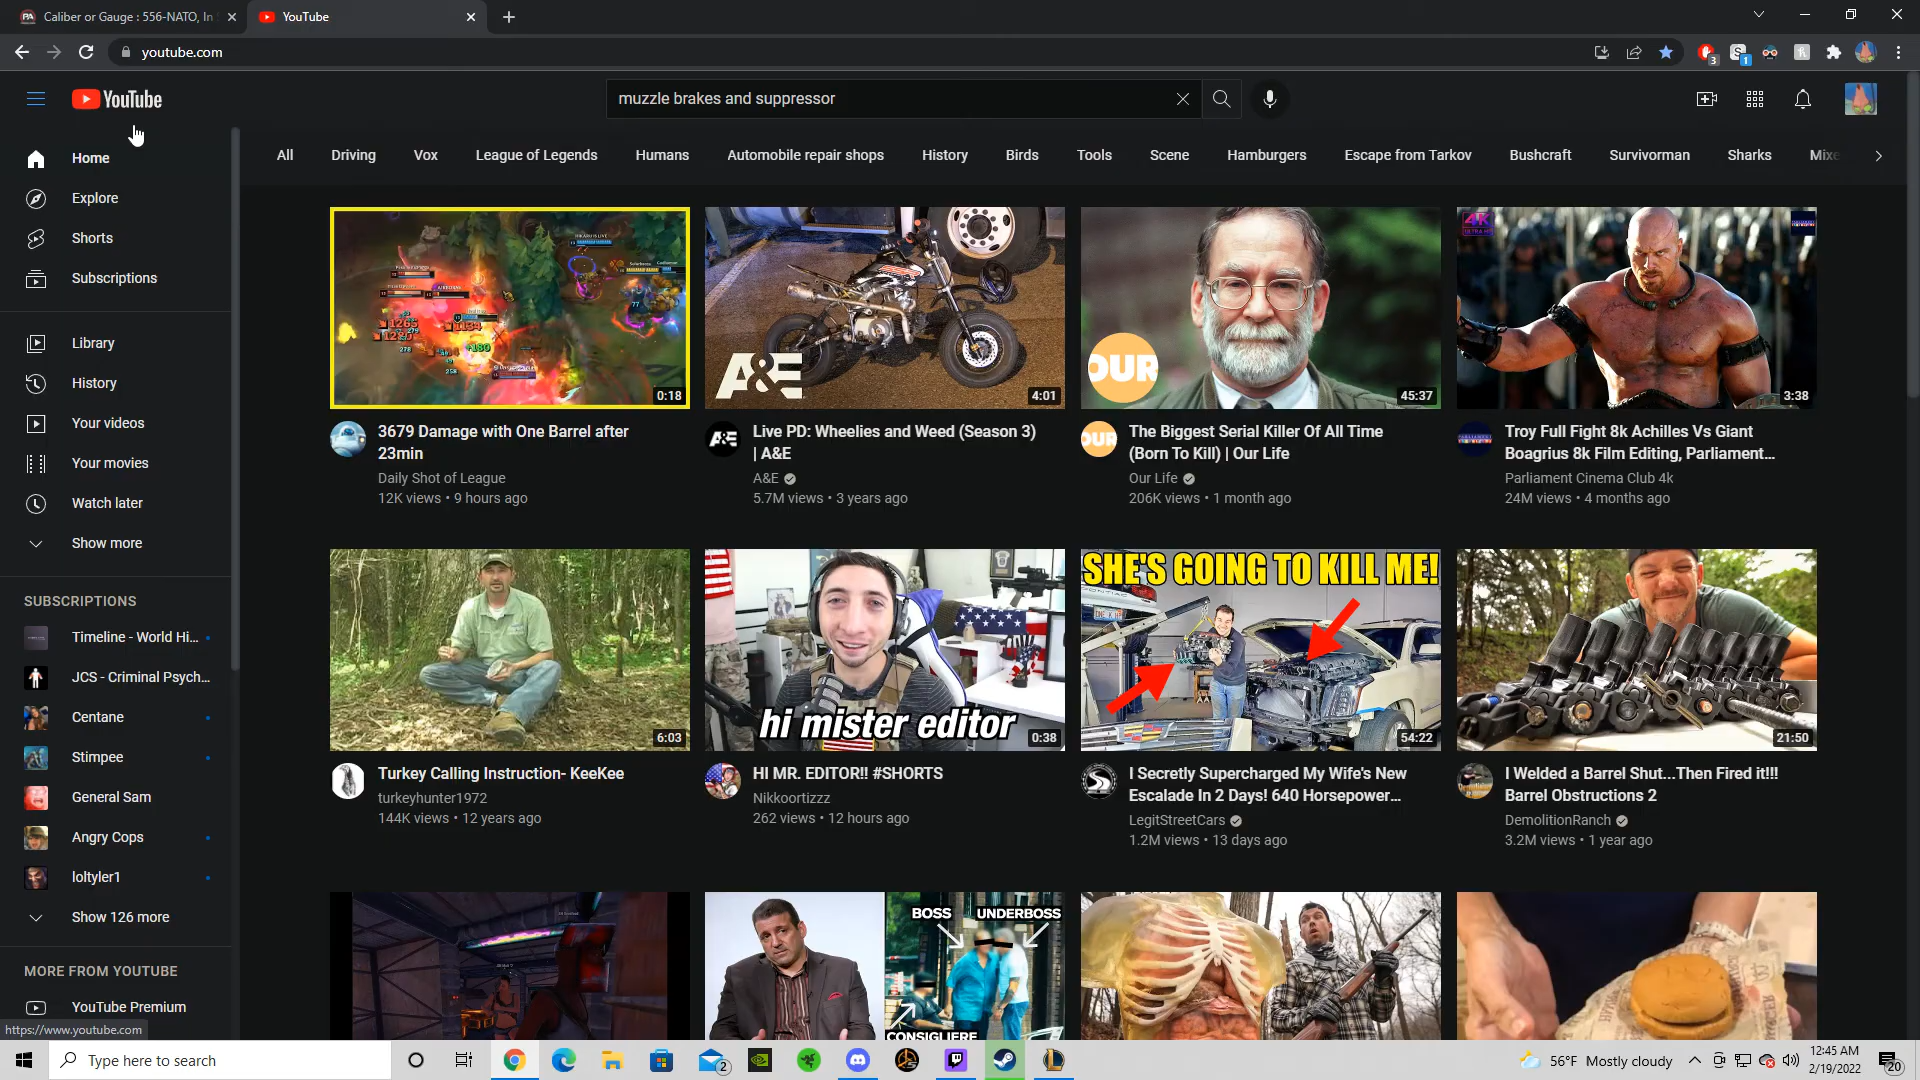 Caliber or Gauge : 556-NATO, In
YouTube
youtube.com
3
1
YouTube
muzzle brakes and suppressor
Home
Explore
Shorts
Subscriptions
Library
History
Your videos
Your movies
Watch later
Show more
SUBSCRIPTIONS
Timeline - World Hi...
JCS - Criminal Psych...
Centane
Stimpee
General Sam
Angry Cops
loltyler1
Show 126 more
MORE FROM YOUTUBE
YouTube Premium
https://www.youtube.com
All Driving Vox League of Legends Humans Automobile repair shops History Birds Tools Scene Hamburgers Escape from Tarkov Bushcraft Survivorman Sharks Mixe
0:18
A&E
4:01
OUR
45:37
4K
3:38
3679 Damage with One Barrel after
23min
Daily Shot of League
12K views • 9 hours ago
Live PD: Wheelies and Weed (Season 3)
| A&E
A&E
5.7M views • 3 years ago
The Biggest Serial Killer Of All Time
(Born To Kill) | Our Life
Our Life
206K views • 1 month ago
Troy Full Fight 8k Achilles Vs Giant
Boagrius 8k Film Editing, Parliament...
Parliament Cinema Club 4k
24M views • 4 months ago
6:03
hi mister editor
0:38
SHE'S GOING TO KILL ME!
54:22
21:50
Turkey Calling Instruction- KeeKee
turkeyhunter1972
144K views • 12 years ago
HI MR. EDITOR!! #SHORTS
Nikkoortizzz
262 views • 12 hours ago
I Secretly Supercharged My Wife's New
Escalade In 2 Days! 640 Horsepower...
LegitStreetCars
1.2M views • 13 days ago
I Welded a Barrel Shut...Then Fired it!!!
Barrel Obstructions 2
DemolitionRanch
3.2M views • 1 year ago
BOSS UNDERBOSS
CONSIGLIERE
Type here to search
2
56°F Mostly cloudy
12:45 AM
2/19/2022
20